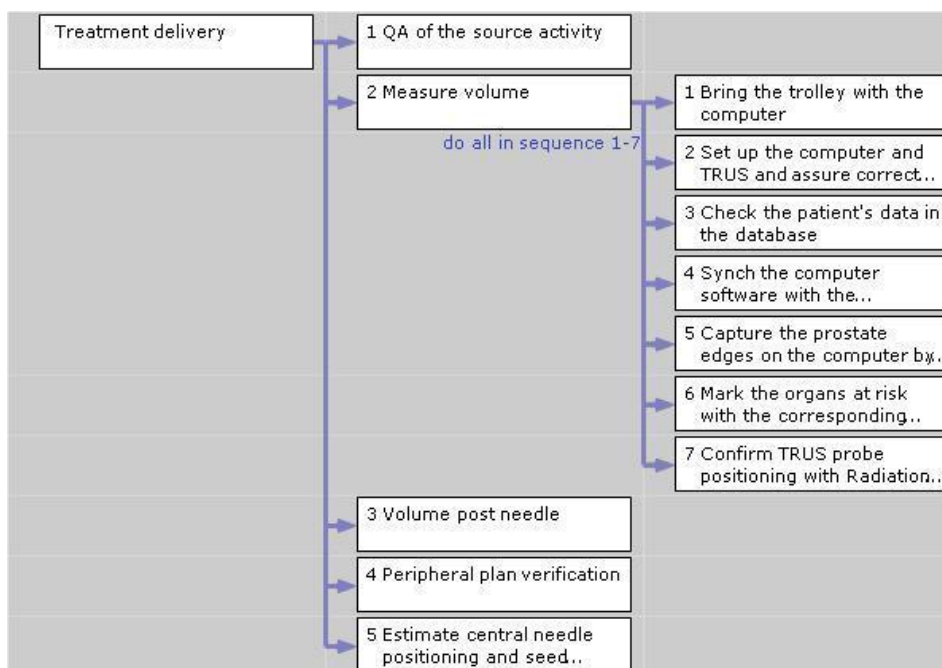 Treatment delivery
1 QA of the source activity
2 Measure volume
do all in sequence 1-7
1 Bring the trolley with the
computer
2 Set up the computer and
TRUS and assure correct...
3 Check the patient's data in
the database
4 Synch the computer
software with the...
5 Capture the prostate
edges on the computer by...
6 Mark the organs at risk
with the corresponding...
7 Confirm TRUS probe
positioning with Radiation...
3 Volume post needle
4 Peripheral plan verification
5 Estimate central needle
positioning and seed...